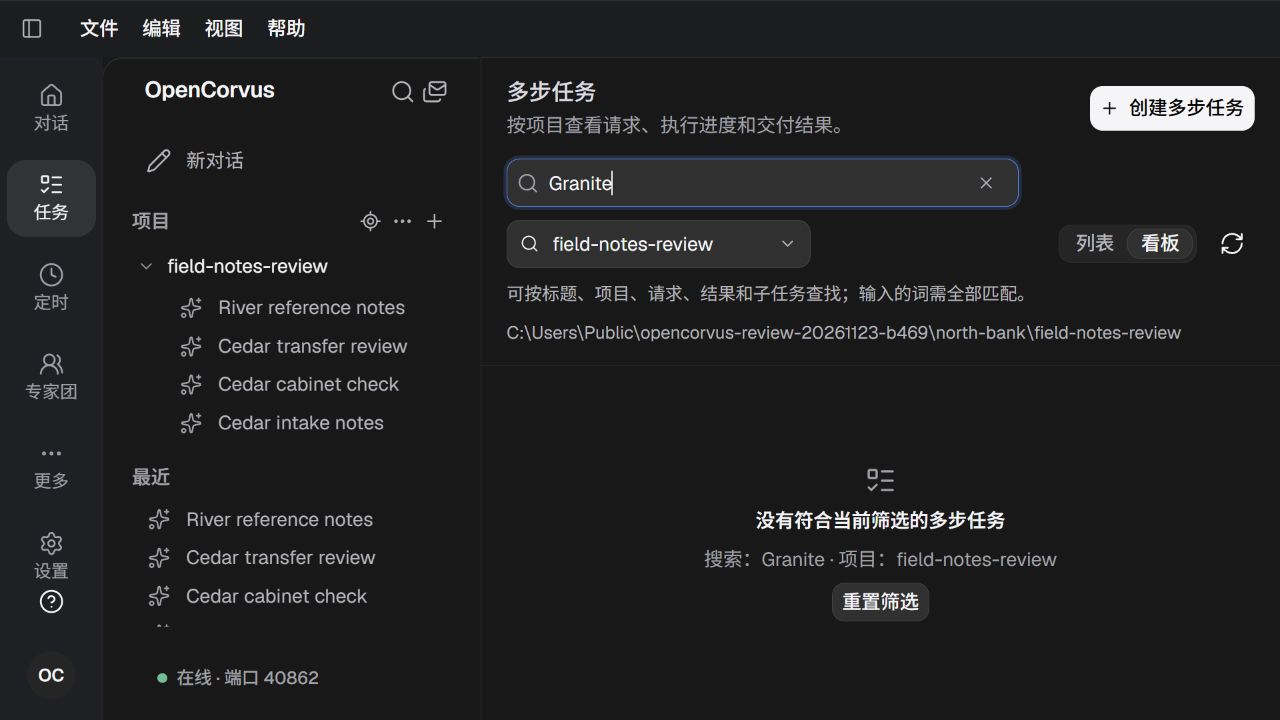 文件 编辑 视图 帮助
对话
任务
定时
专家团
更多
设置
OC
OpenCorvus
新对话
项目
field-notes-review
River reference notes
Cedar transfer review
Cedar cabinet check
Cedar intake notes
最近
River reference notes
Cedar transfer review
Cedar cabinet check
在线 · 端口 40862
多步任务
按项目查看请求、执行进度和交付结果。
创建多步任务
Granite
field-notes-review
列表 看板
可按标题、项目、请求、结果和子任务查找；输入的词需全部匹配。
C:\Users\Public\opencorvus-review-20261123-b469\north-bank\field-notes-review
没有符合当前筛选的多步任务
搜索：Granite · 项目：field-notes-review
重置筛选